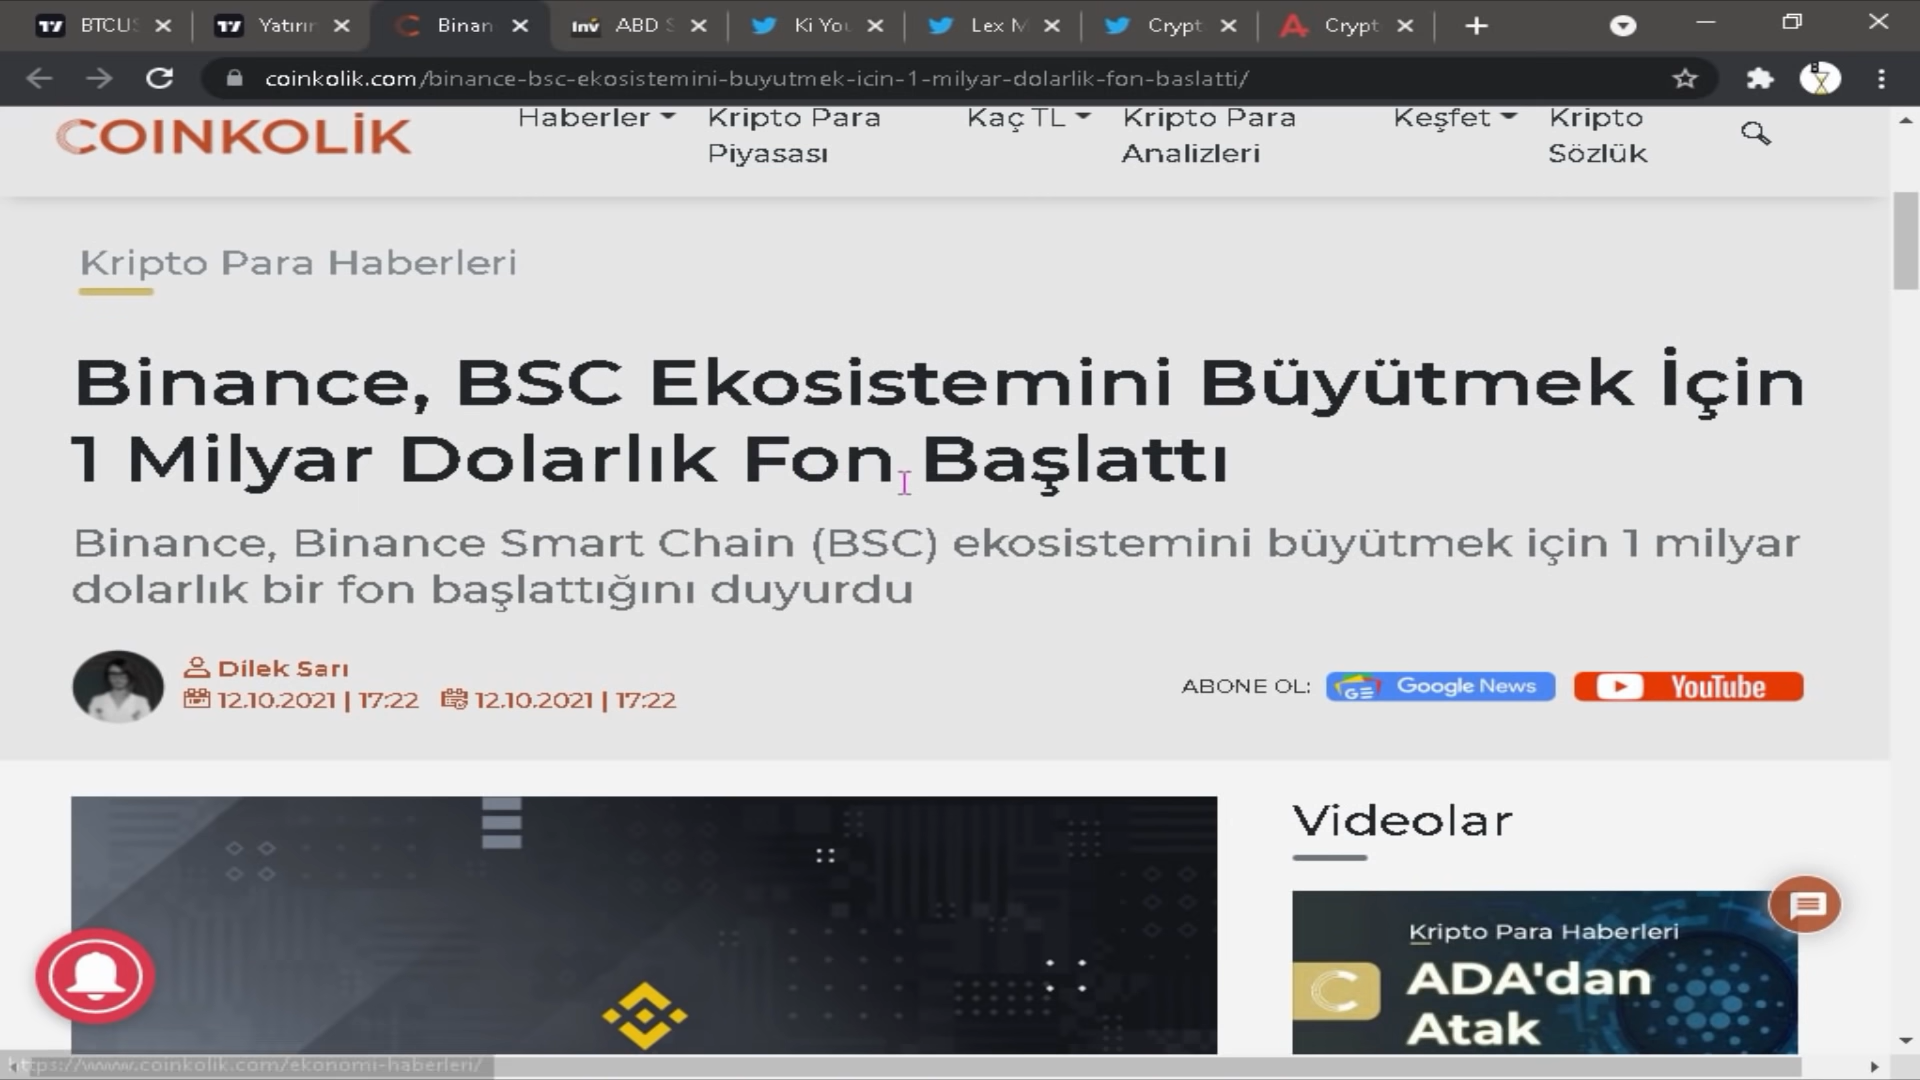 BTCUS
Yatırır
Binan
Inv ABD S
Ki You
Lex M
Crypt
Crypt
coinkolik.com/binance-bsc-ekosistemini-buyutmek-icin-1-milyar-dolarlik-fon-baslatti/
COINKOLİK
Haberler
Kripto Para
Piyasası
Kaç TL
Kripto Para
Analizleri
Keşfet
Kripto
Sözlük
Kripto Para Haberleri
Binance, BSC Ekosistemini Büyütmek İçin
1 Milyar Dolarlık Fon Başlattı
Binance, Binance Smart Chain (BSC) ekosistemini büyütmek için 1 milyar
dolarlık bir fon başlattığını duyurdu
Dilek Sarı
12.10.2021 | 17:22 12.10.2021 | 17:22
ABONE OL: GE Google News YouTube
Videolar
Kripto Para Haberleri
ADA'dan
Atak
https://www.coinkolik.com/ekonomi-haberleri/